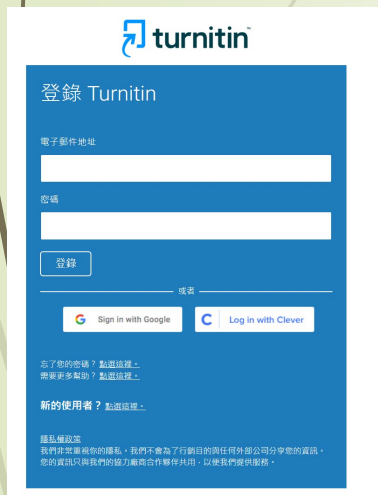 turnitin
登錄 Turnitin
電子郵件地址
密碼
登錄
或者
Sign in with Google
Log in with Clever
忘了您的密碼？ 點選這裡。
需要更多幫助？ 點選這裡。
新的使用者？ 點選這裡。
隱私權政策
我們非常重視你的隱私。我們不會為了行銷目的與任何外部公司分享您的資訊。
您的資訊只與我們的協力廠商合作夥伴共用，以便我們提供服務。